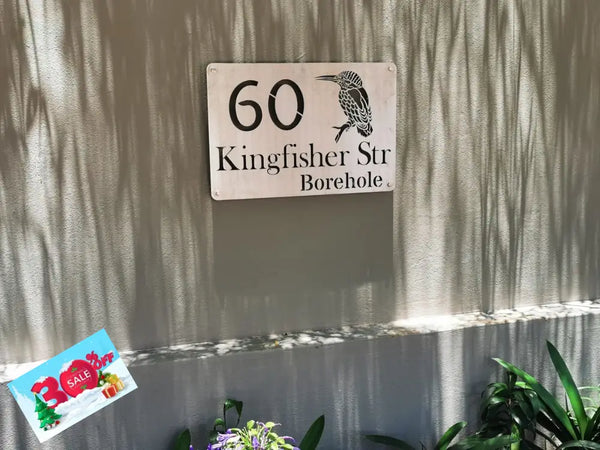 60
Kingfisher Str
Borehole
30% OFF
SALE